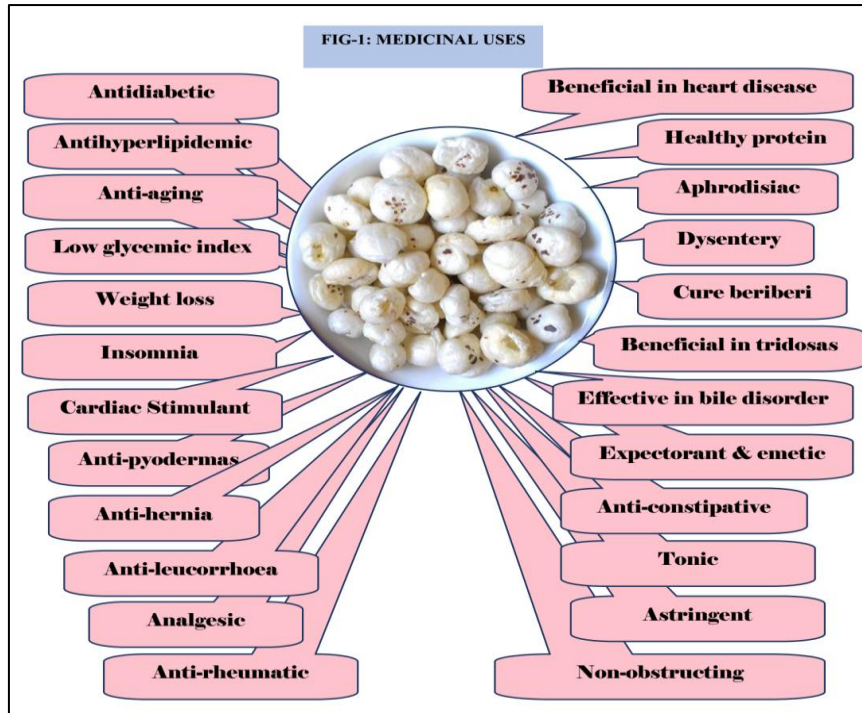 FIG-1: MEDICINAL USES
Antidiabetic
Antihyperlipidemic
Anti-aging
Low glycemic index
Weight loss
Insomnia
Cardiac Stimulant
Anti-pyodermas
Anti-hernia
Anti-leucorrhoea
Analgesic
Anti-rheumatic
Beneficial in heart disease
Healthy protein
Aphrodisiac
Dysentery
Cure beriberi
Beneficial in tridosas
Effective in bile disorder
Expectorant & emetic
Anti-constipative
Tonic
Astringent
Non-obstructing